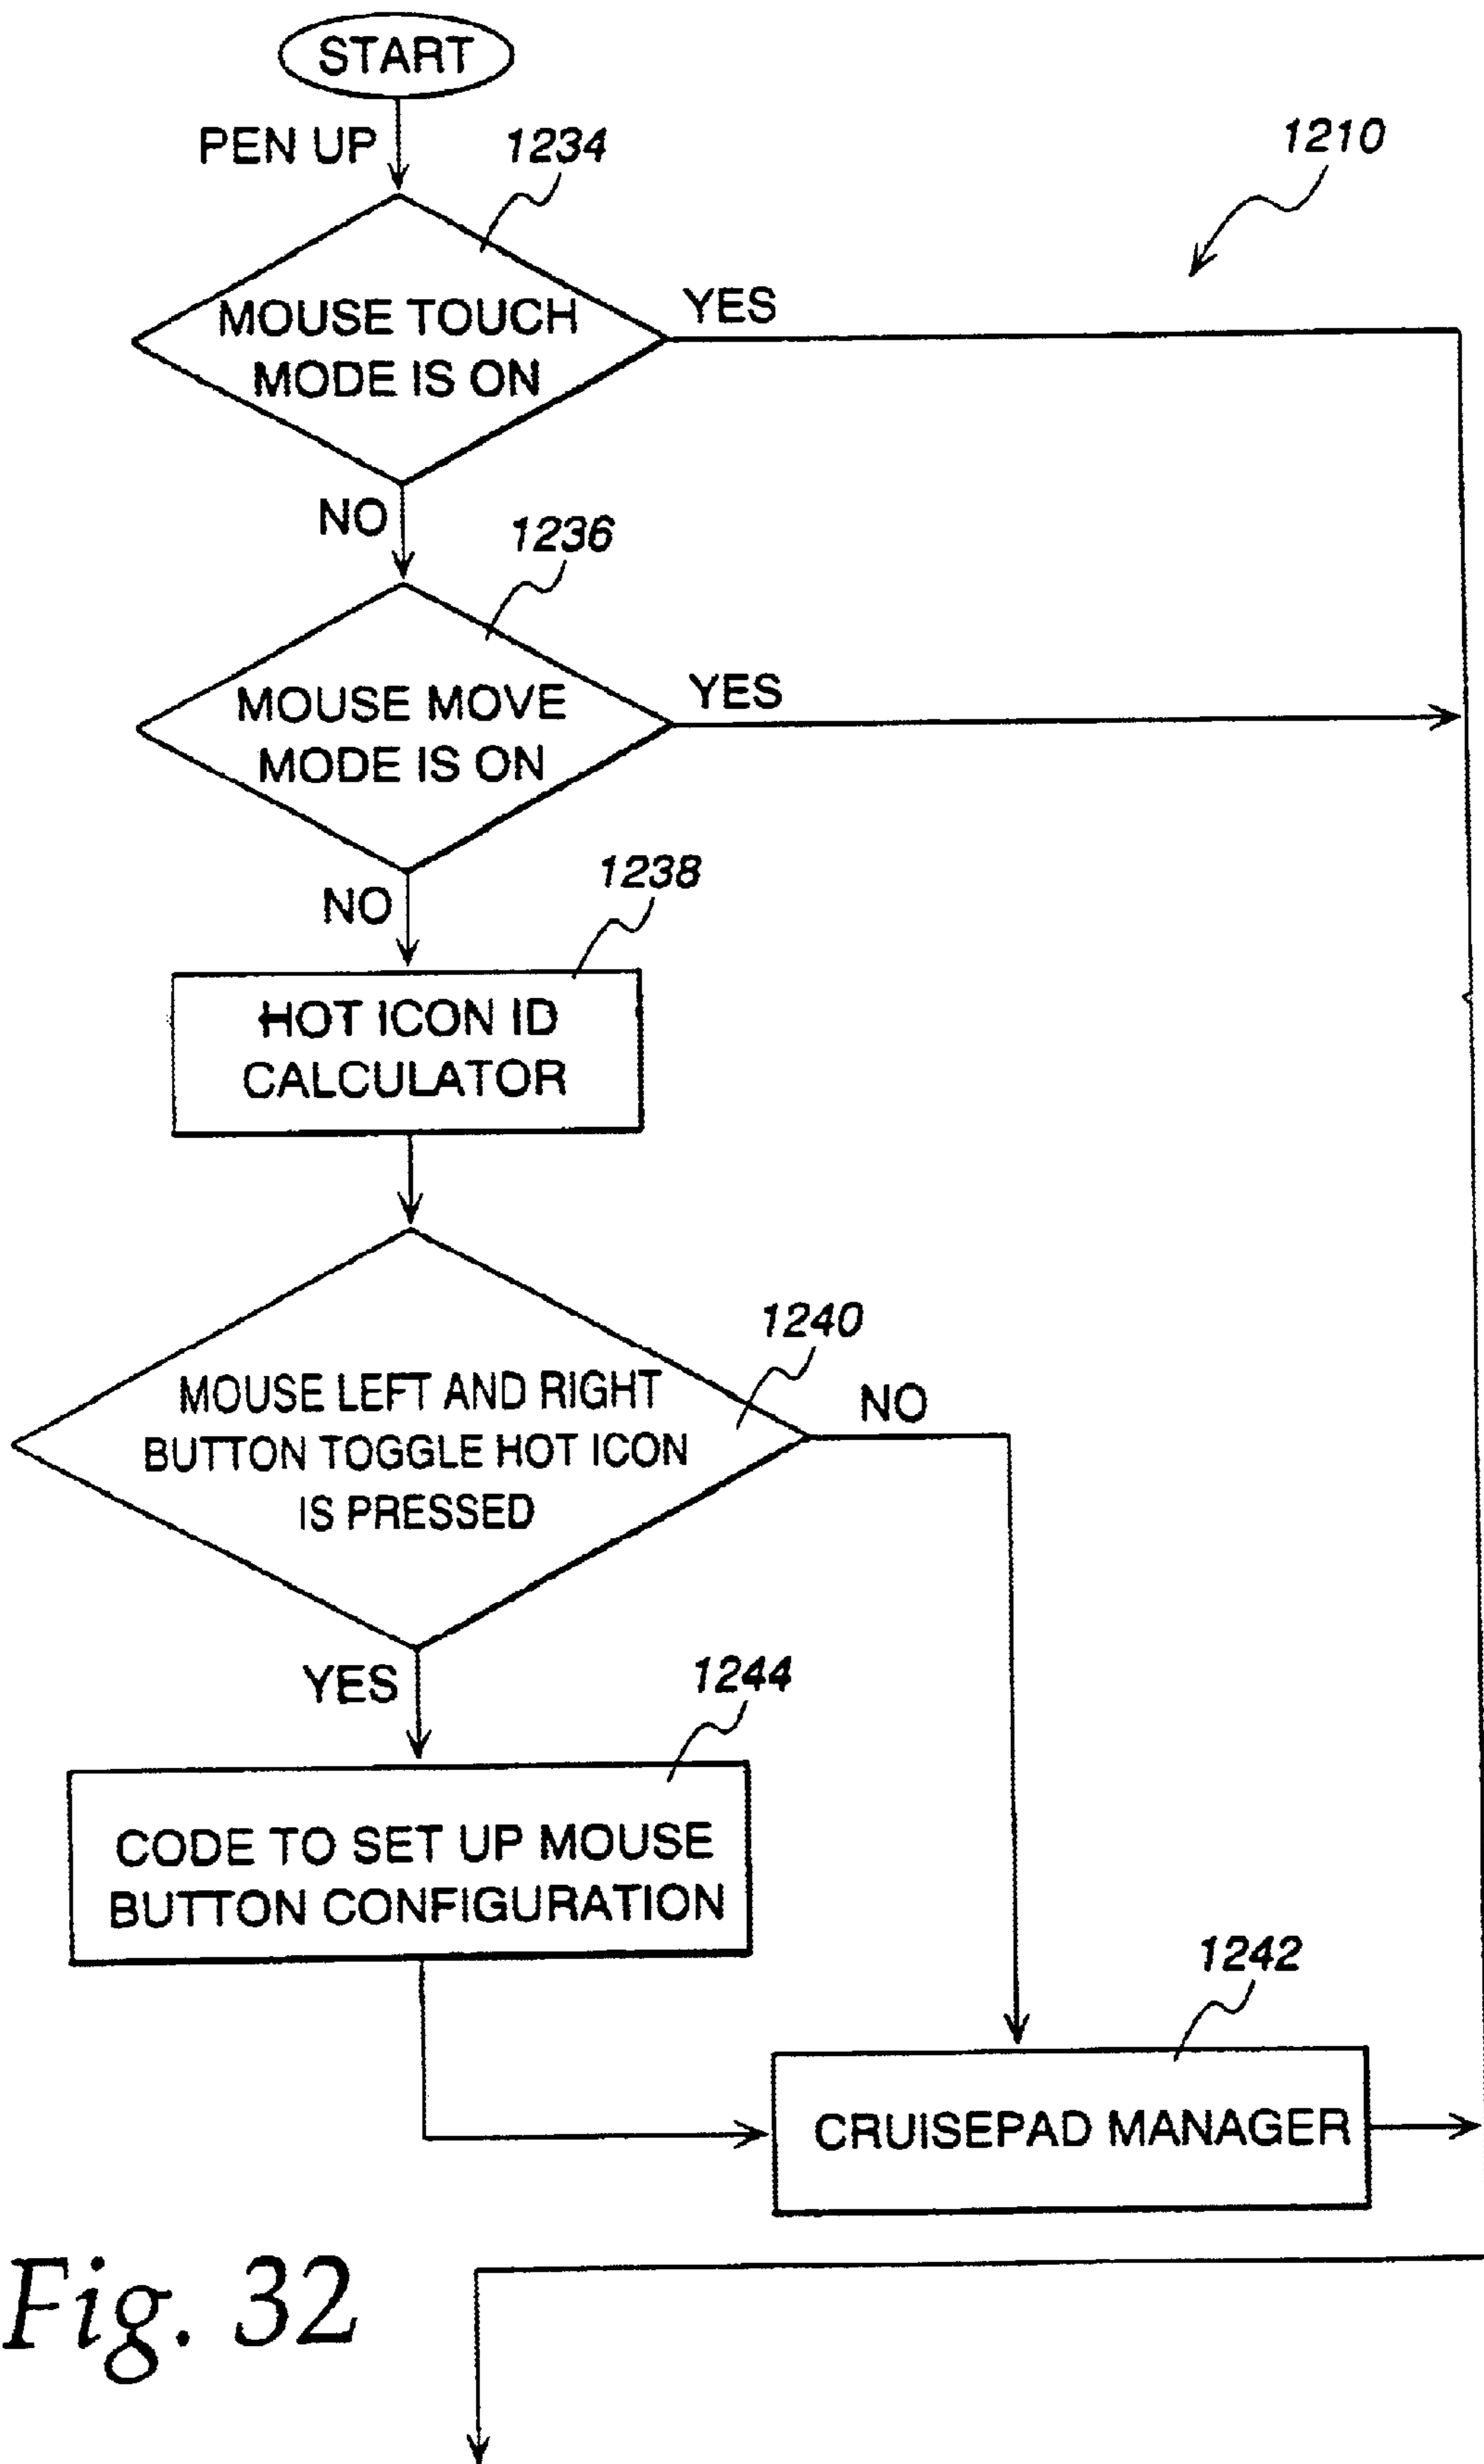 START
PEN UP
1234
1210
MOUSE TOUCH
MODE IS ON
YES
NO
1236
MOUSE MOVE
MODE IS ON
YES
NO
1238
HOT ICON ID
CALCULATOR
1240
MOUSE LEFT AND RIGHT
BUTTON TOGGLE HOT ICON
IS PRESSED
NO
YES
1244
CODE TO SET UP MOUSE
BUTTON CONFIGURATION
1242
CRUISEPAD MANAGER
Fig. 32